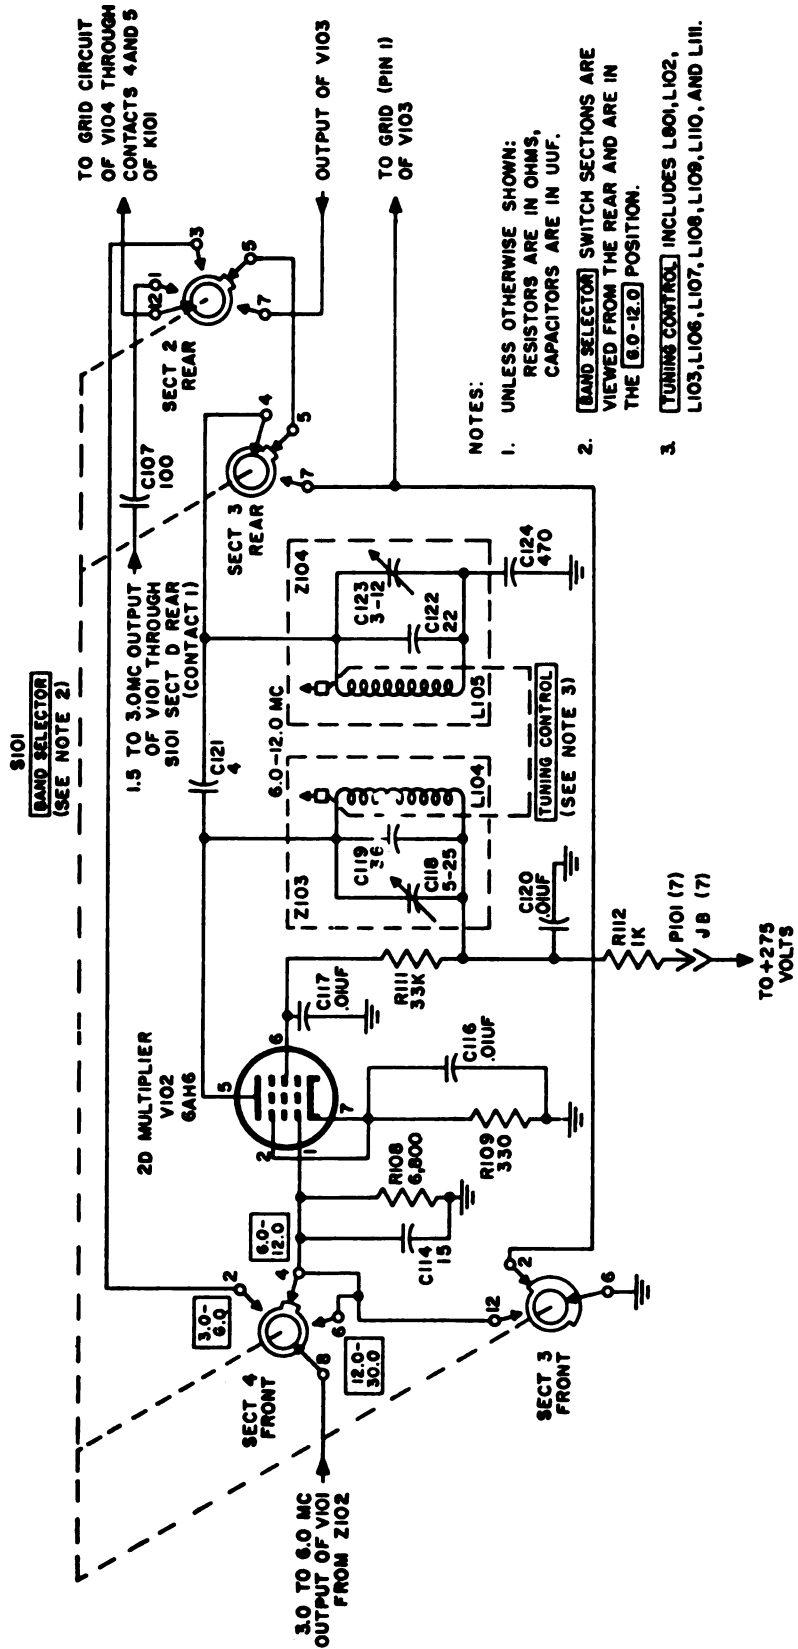 S101
BAND SELECTOR
(SEE NOTE 2)
3.0 TO 6.0 MC
OUTPUT OF V101
FROM Z102
SECT 4
FRONT
3.0-
6.0
2
4
6
8
6.0-
12.0
12.0-
30.0
SECT 3
FRONT
12
2
6
2D MULTIPLIER
V102
6AH6
5
6
2
1
7
C114
15
R108
6,800
R109
330
C116
.01UF
C117
.01UF
R111
33K
Z103
C119
36
C118
5-25
L104
6.0-12.0 MC
C120
.01UF
R112
1K
P101 (7)
J8 (7)
TO +275
VOLTS
C121
4
1.5 TO 3.0MC OUTPUT
OF V101 THROUGH
S101 SECT D REAR
(CONTACT 1)
C107
100
Z104
C123
3-12
C122
22
L105
TUNING CONTROL
(SEE NOTE 3)
C124
470
SECT 3
REAR
4
5
7
SECT 2
REAR
12
1
3
5
7
TO GRID CIRCUIT
OF V104 THROUGH
CONTACTS 4 AND 5
OF K101
OUTPUT OF V103
TO GRID (PIN 1)
OF V103
NOTES:
1. UNLESS OTHERWISE SHOWN:
RESISTORS ARE IN OHMS,
CAPACITORS ARE IN UUF.
2. BAND SELECTOR SWITCH SECTIONS ARE
VIEWED FROM THE REAR AND ARE IN
THE 6.0-12.0 POSITION.
3. TUNING CONTROL INCLUDES L801, L102,
L103, L106, L107, L108, L109, L110, AND L111.